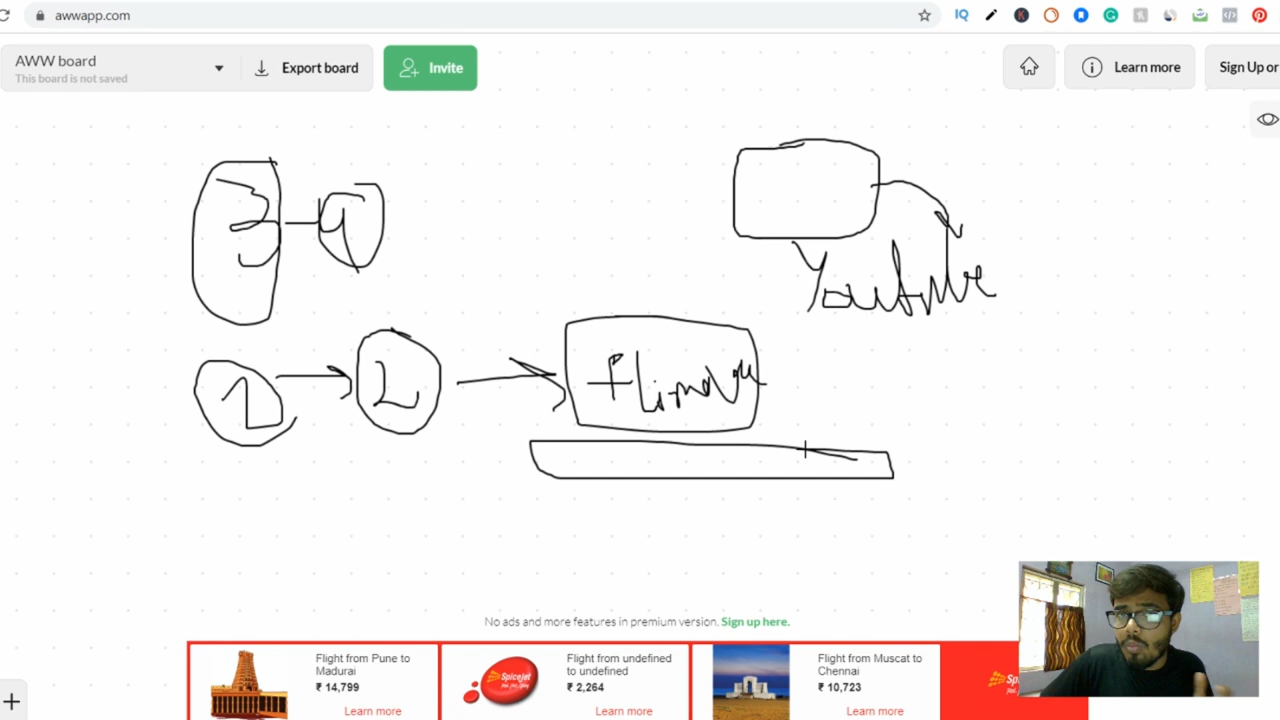 awwapp.com
IQ
AWW board
This board is not saved
Export board
Invite
Learn more
Sign Up or
3
9
Youtube
1
2
No ads and more features in premium version. Sign up here.
Flight from Pune to
Madurai
₹ 14,799
Learn more
SpiceJet
Flight from undefined
to undefined
₹ 2,264
Learn more
Flight from Muscat to
Chennai
₹ 10,723
Learn more